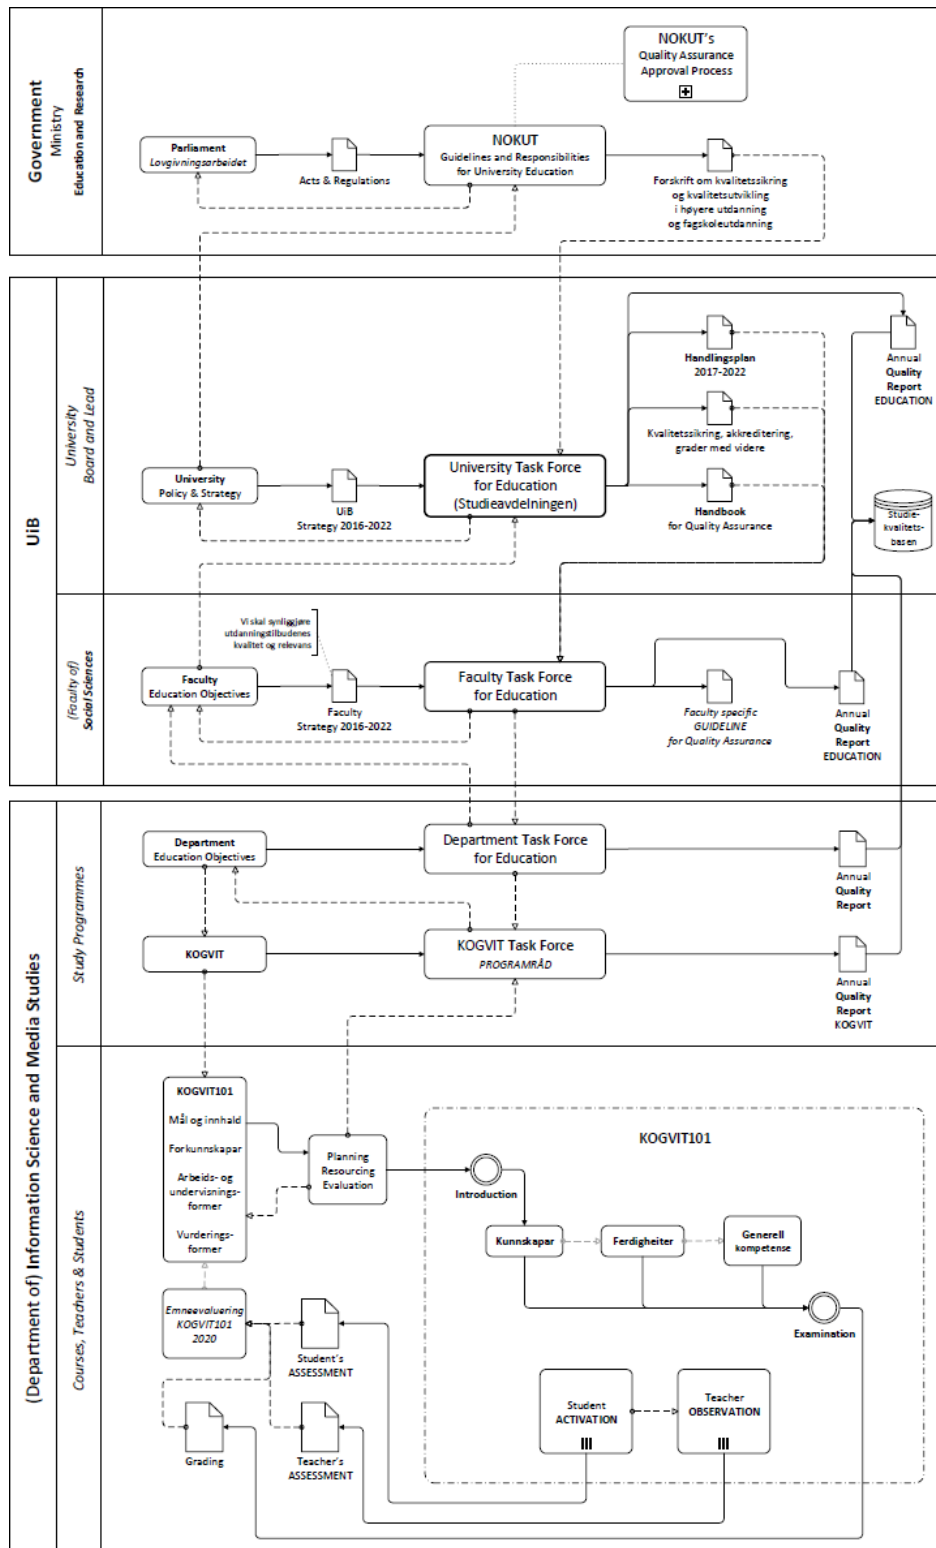 Government
Ministry
Education and Research
NOKUT's
Quality Assurance
Approval Process
Parliament
Lovgivningsarbeidet
Acts & Regulations
NOKUT
Guidelines and Responsibilities
for University Education
Forskrift om kvalitetssikring
og kvalitetsutvikling
i høyere utdanning
og fagskoleutdanning
UiB
University
Board and Lead
Handlingsplan
2017-2022
Annual
Quality
Report
EDUCATION
Kvalitetssikring, akkreditering,
grader med videre
University
Policy & Strategy
UiB
Strategy 2016-2022
University Task Force
for Education
(Studieavdelningen)
Handbook
for Quality Assurance
Studie-
kvalitets-
basen
(Faculty of)
Social Sciences
Vi skal synliggjøre
utdanningstilbudenes
kvalitet og relevans
Faculty
Education Objectives
Faculty
Strategy 2016-2022
Faculty Task Force
for Education
Faculty specific
GUIDELINE
for Quality Assurance
Annual
Quality
Report
EDUCATION
(Department of) Information Science and Media Studies
Study Programmes
Department
Education Objectives
Department Task Force
for Education
Annual
Quality
Report
KOGVIT
KOGVIT Task Force
PROGRAMRÅD
Annual
Quality
Report
KOGVIT
Courses, Teachers & Students
KOGVIT101
Mål og innhald
Forkunnskapar
Arbeids- og
undervisnings-
former
Vurderings-
former
Planning
Resourcing
Evaluation
KOGVIT101
Introduction
Kunnskapar
Ferdigheiter
Generell
kompetense
Examination
Emneevaluering
KOGVIT101
2020
Student's
ASSESSMENT
Grading
Teacher's
ASSESSMENT
Student
ACTIVATION
Teacher
OBSERVATION